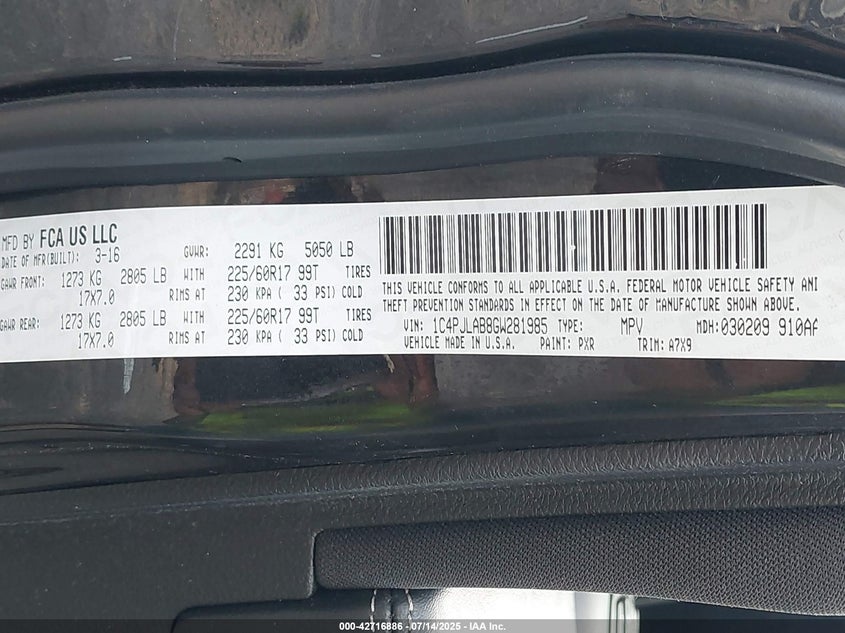 MFD BY FCA US LLC
DATE OF MFR(BUILT): 3-16 GVWR: 2291 KG 5050 LB
GAWR FRONT: 1273 KG 2805 LB WITH 225/60R17 99T TIRES
17X7.0 RIMS AT 230 KPA ( 33 PSI) COLD
GAWR REAR: 1273 KG 2805 LB WITH 225/60R17 99T TIRES
17X7.0 RIMS AT 230 KPA ( 33 PSI) COLD
THIS VEHICLE CONFORMS TO ALL APPLICABLE U.S.A. FEDERAL MOTOR VEHICLE SAFETY AND
THEFT PREVENTION STANDARDS IN EFFECT ON THE DATE OF MANUFACTURE SHOWN ABOVE.
VIN: 1C4PJLAB8GW281985 TYPE: MPV MDH: 030209 910AA
VEHICLE MADE IN U.S.A. PAINT: PXR TRIM: A7X9
000-42716886 - 07/14/2025 - IAA Inc.